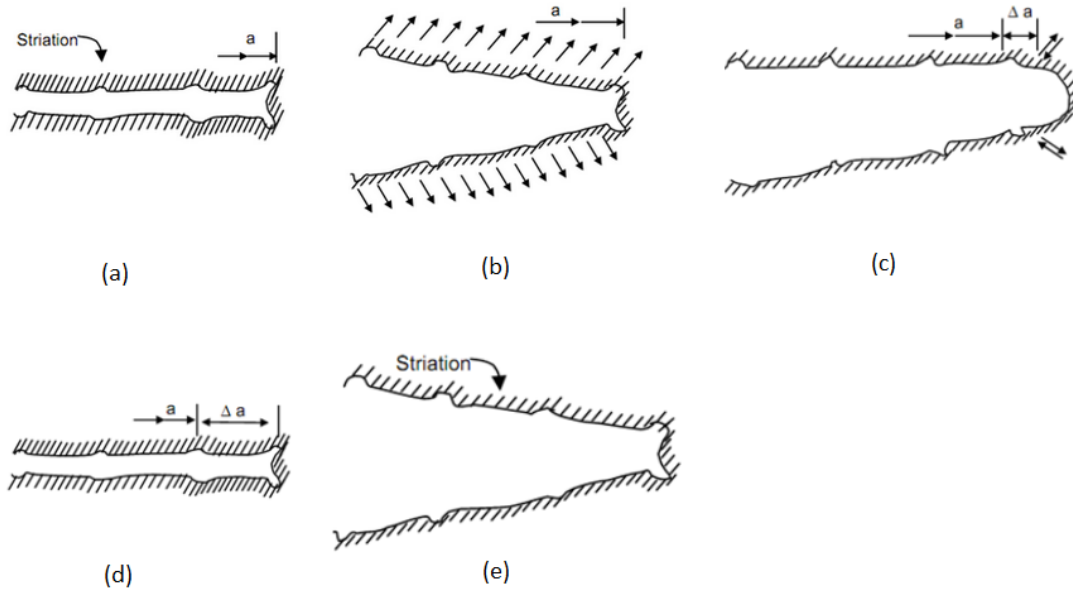 Striation
a
a
a
Δ a
(a)
(b)
(c)
a
Δ a
Striation
(d)
(e)